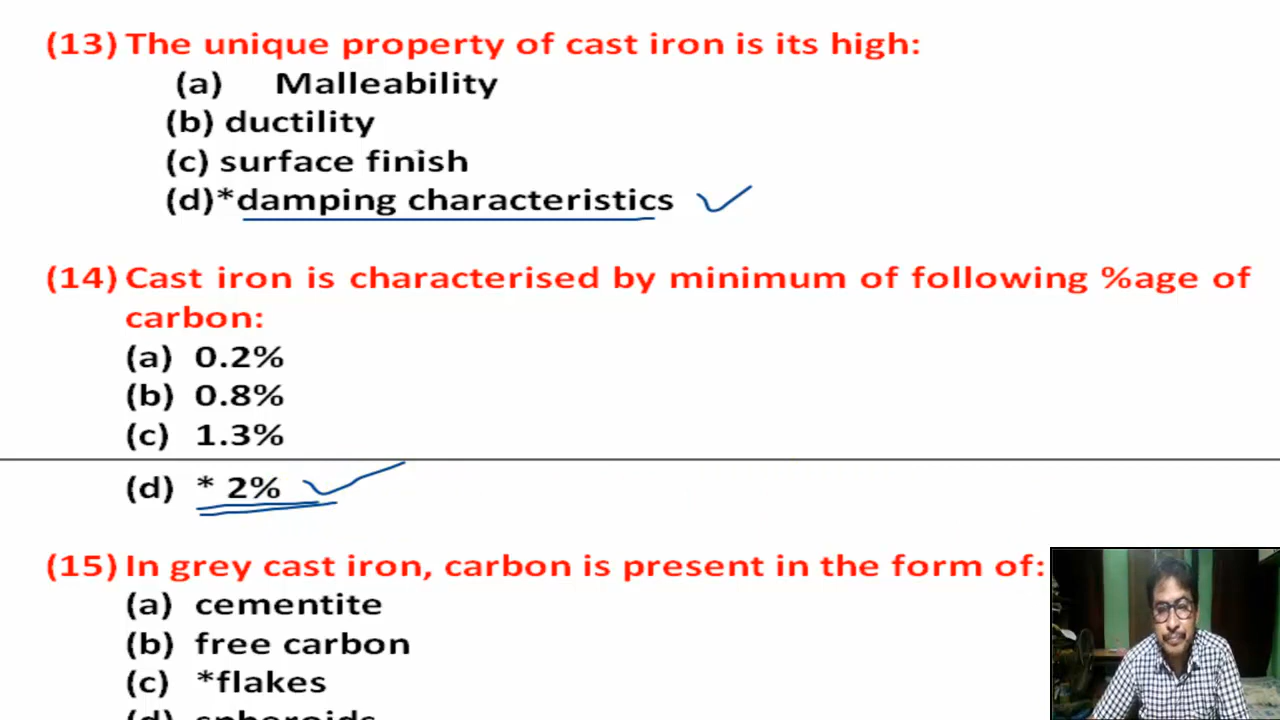 (13) The unique property of cast iron is its high:
(a) Malleability
(b) ductility
(c) surface finish
(d)*damping characteristics
(14) Cast iron is characterised by minimum of following %age of
carbon:
(a) 0.2%
(b) 0.8%
(c) 1.3%
(d) * 2%
(15) In grey cast iron, carbon is present in the form of:
(a) cementite
(b) free carbon
(c) *flakes
(d) spheroids